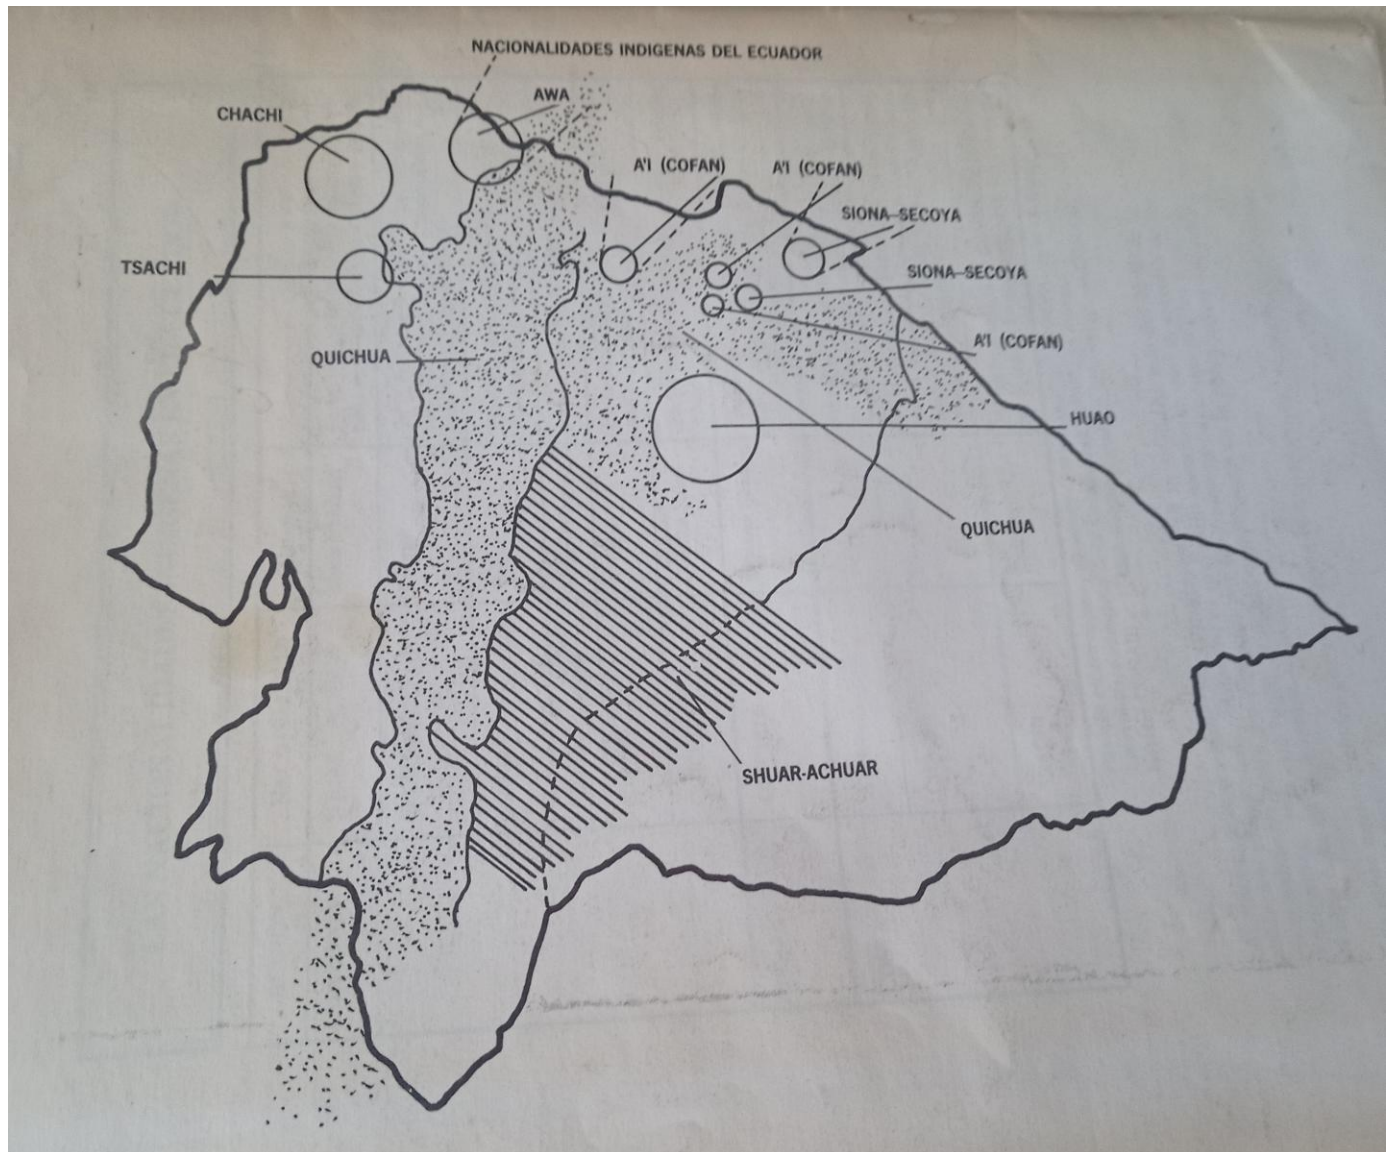 NACIONALIDADES INDIGENAS DEL ECUADOR
AWA
CHACHI
A'I (COFAN)
A'I (COFAN)
SIONA–SECOYA
TSACHI
SIONA–SECOYA
A'I (COFAN)
QUICHUA
HUAO
QUICHUA
SHUAR-ACHUAR